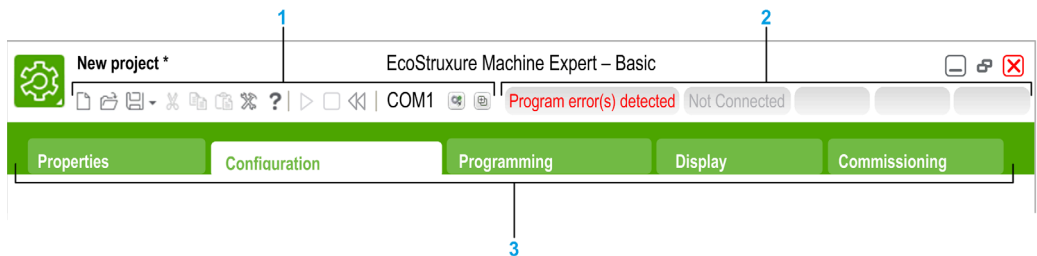 1 2
New project * EcoStruxure Machine Expert – Basic
? COM1 Program error(s) detected Not Connected
Properties Configuration Programming Display Commissioning
3